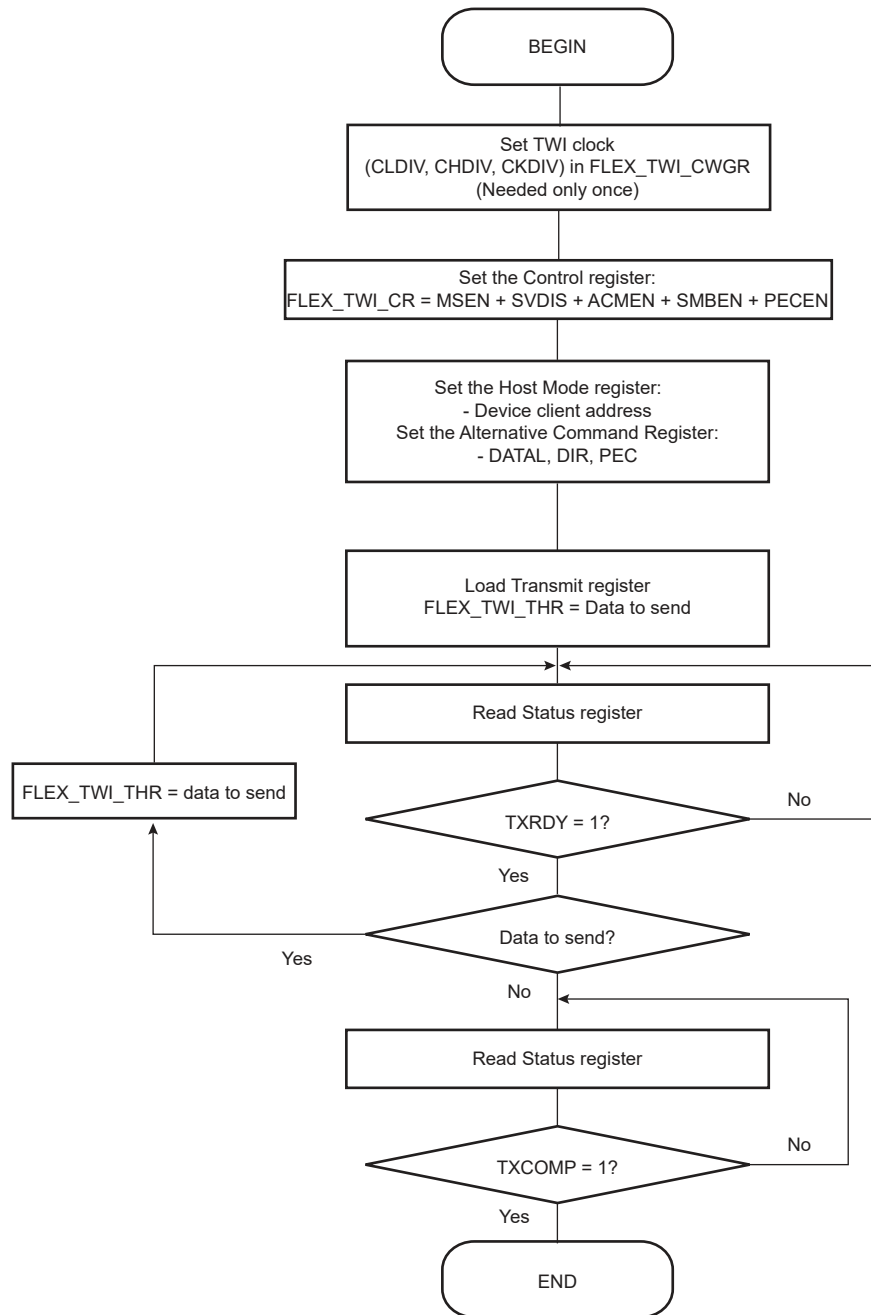 BEGIN
Set TWI clock
(CLDIV, CHDIV, CKDIV) in FLEX_TWI_CWGR
(Needed only once)
Set the Control register:
FLEX_TWI_CR = MSEN + SVDIS + ACMEN + SMBEN + PECEN
Set the Host Mode register:
- Device client address
Set the Alternative Command Register:
- DATAL, DIR, PEC
Load Transmit register
FLEX_TWI_THR = Data to send
Read Status register
FLEX_TWI_THR = data to send
TXRDY = 1?
No
Yes
Data to send?
Yes
No
Read Status register
TXCOMP = 1?
No
Yes
END